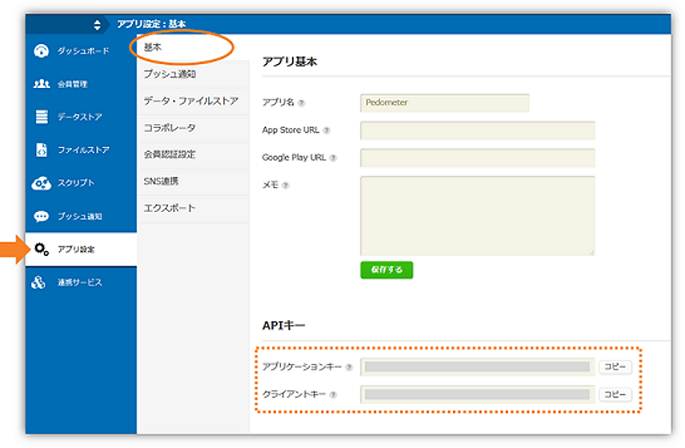 アプリ設定：基本
ダッシュボード
会員管理
データストア
ファイルストア
スクリプト
プッシュ通知
アプリ設定
連携サービス
基本
プッシュ通知
データ・ファイルストア
コラボレータ
会員認証設定
SNS連携
エクスポート
アプリ基本
アプリ名 ?
Pedometer
App Store URL ?
Google Play URL ?
メモ ?
保存する
APIキー
アプリケーションキー ? コピー
クライアントキー ? コピー